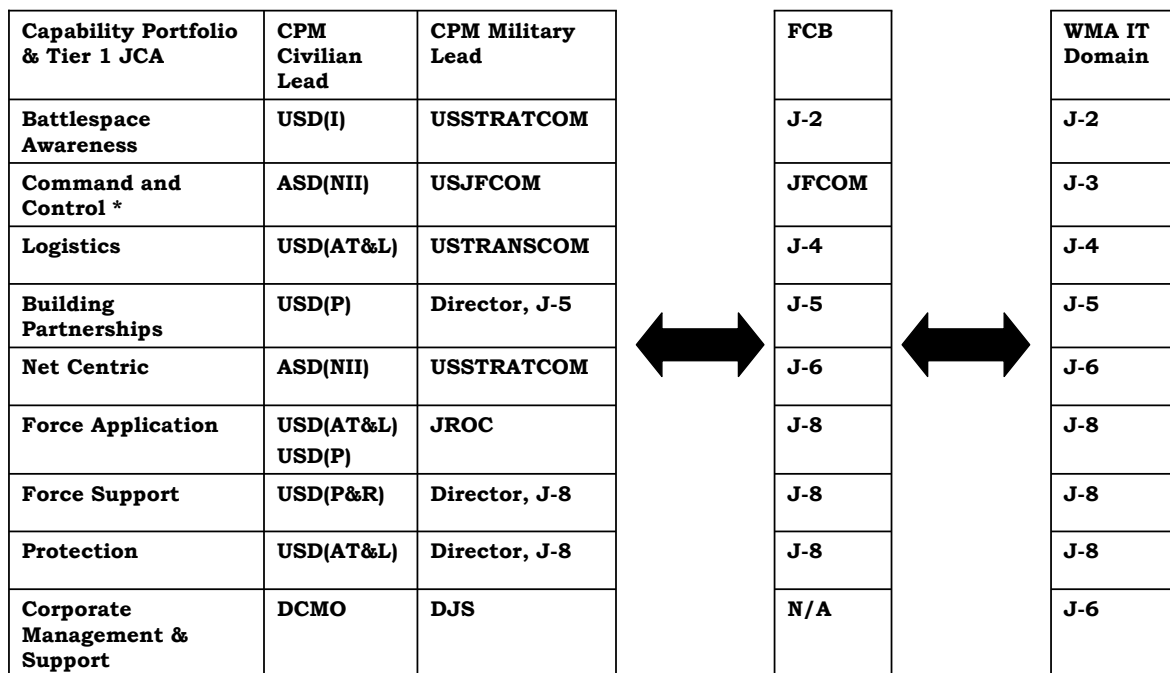 Capability Portfolio
& Tier 1 JCA
CPM
Civilian
Lead
CPM Military
Lead
FCB
WMA IT
Domain
Battlespace
Awareness
USD(I)
USSTRATCOM
J-2
J-2
Command and
Control *
ASD(NII)
USJFCOM
JFCOM
J-3
Logistics
USD(AT&L)
USTRANSCOM
J-4
J-4
Building
Partnerships
USD(P)
Director, J-5
J-5
J-5
Net Centric
ASD(NII)
USSTRATCOM
J-6
J-6
Force Application
USD(AT&L)
USD(P)
JROC
J-8
J-8
Force Support
USD(P&R)
Director, J-8
J-8
J-8
Protection
USD(AT&L)
Director, J-8
J-8
J-8
Corporate
Management &
Support
DCMO
DJS
N/A
J-6